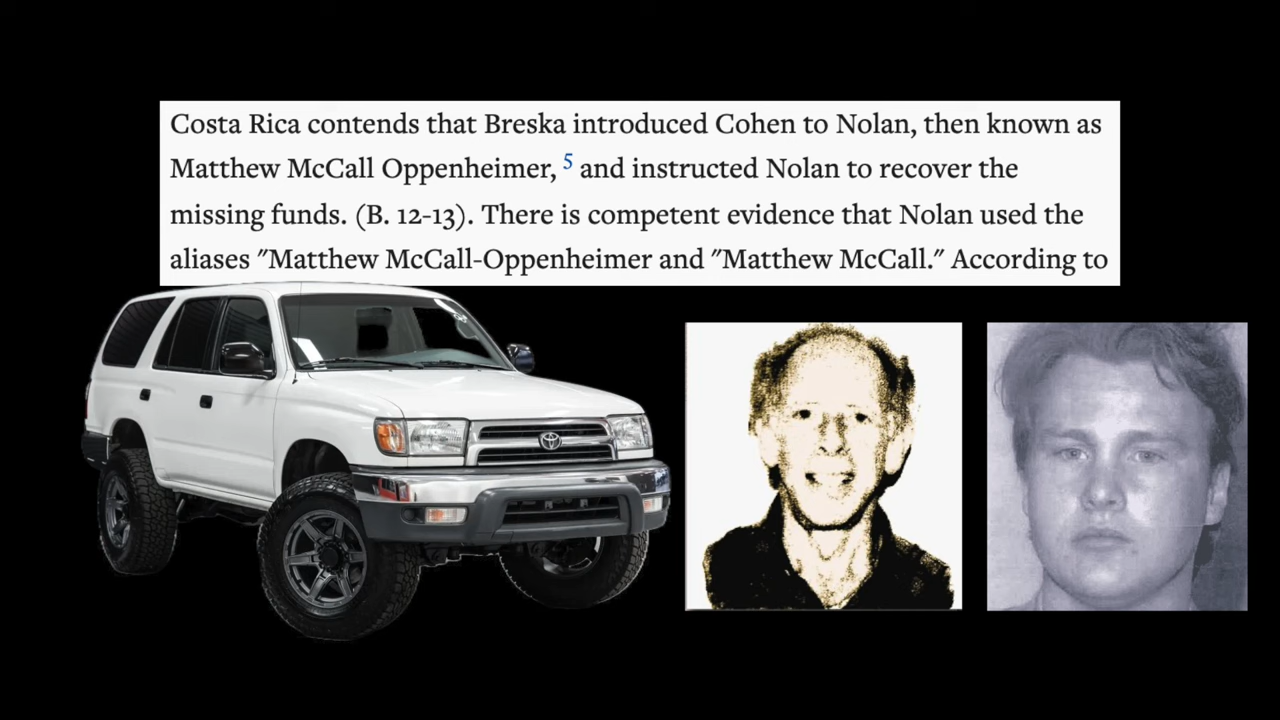 Costa Rica contends that Breska introduced Cohen to Nolan, then known as
Matthew McCall Oppenheimer, 5 and instructed Nolan to recover the
missing funds. (B. 12-13). There is competent evidence that Nolan used the
aliases "Matthew McCall-Oppenheimer and "Matthew McCall." According to